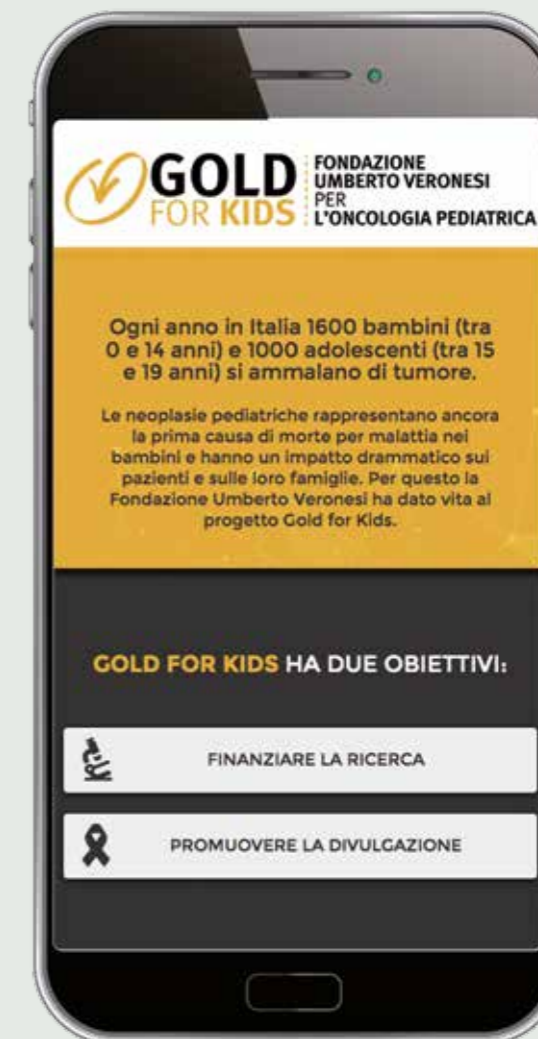 GOLD
FOR KIDS
FONDAZIONE
UMBERTO VERONESI
PER
L'ONCOLOGIA PEDIATRICA
Ogni anno in Italia 1600 bambini (tra
0 e 14 anni) e 1000 adolescenti (tra 15
e 19 anni) si ammalano di tumore.
Le neoplasie pediatriche rappresentano ancora
la prima causa di morte per malattia nei
bambini e hanno un impatto drammatico sui
pazienti e sulle loro famiglie. Per questo la
Fondazione Umberto Veronesi ha dato vita al
progetto Gold for Kids.
GOLD FOR KIDS HA DUE OBIETTIVI:
FINANZIARE LA RICERCA
PROMUOVERE LA DIVULGAZIONE